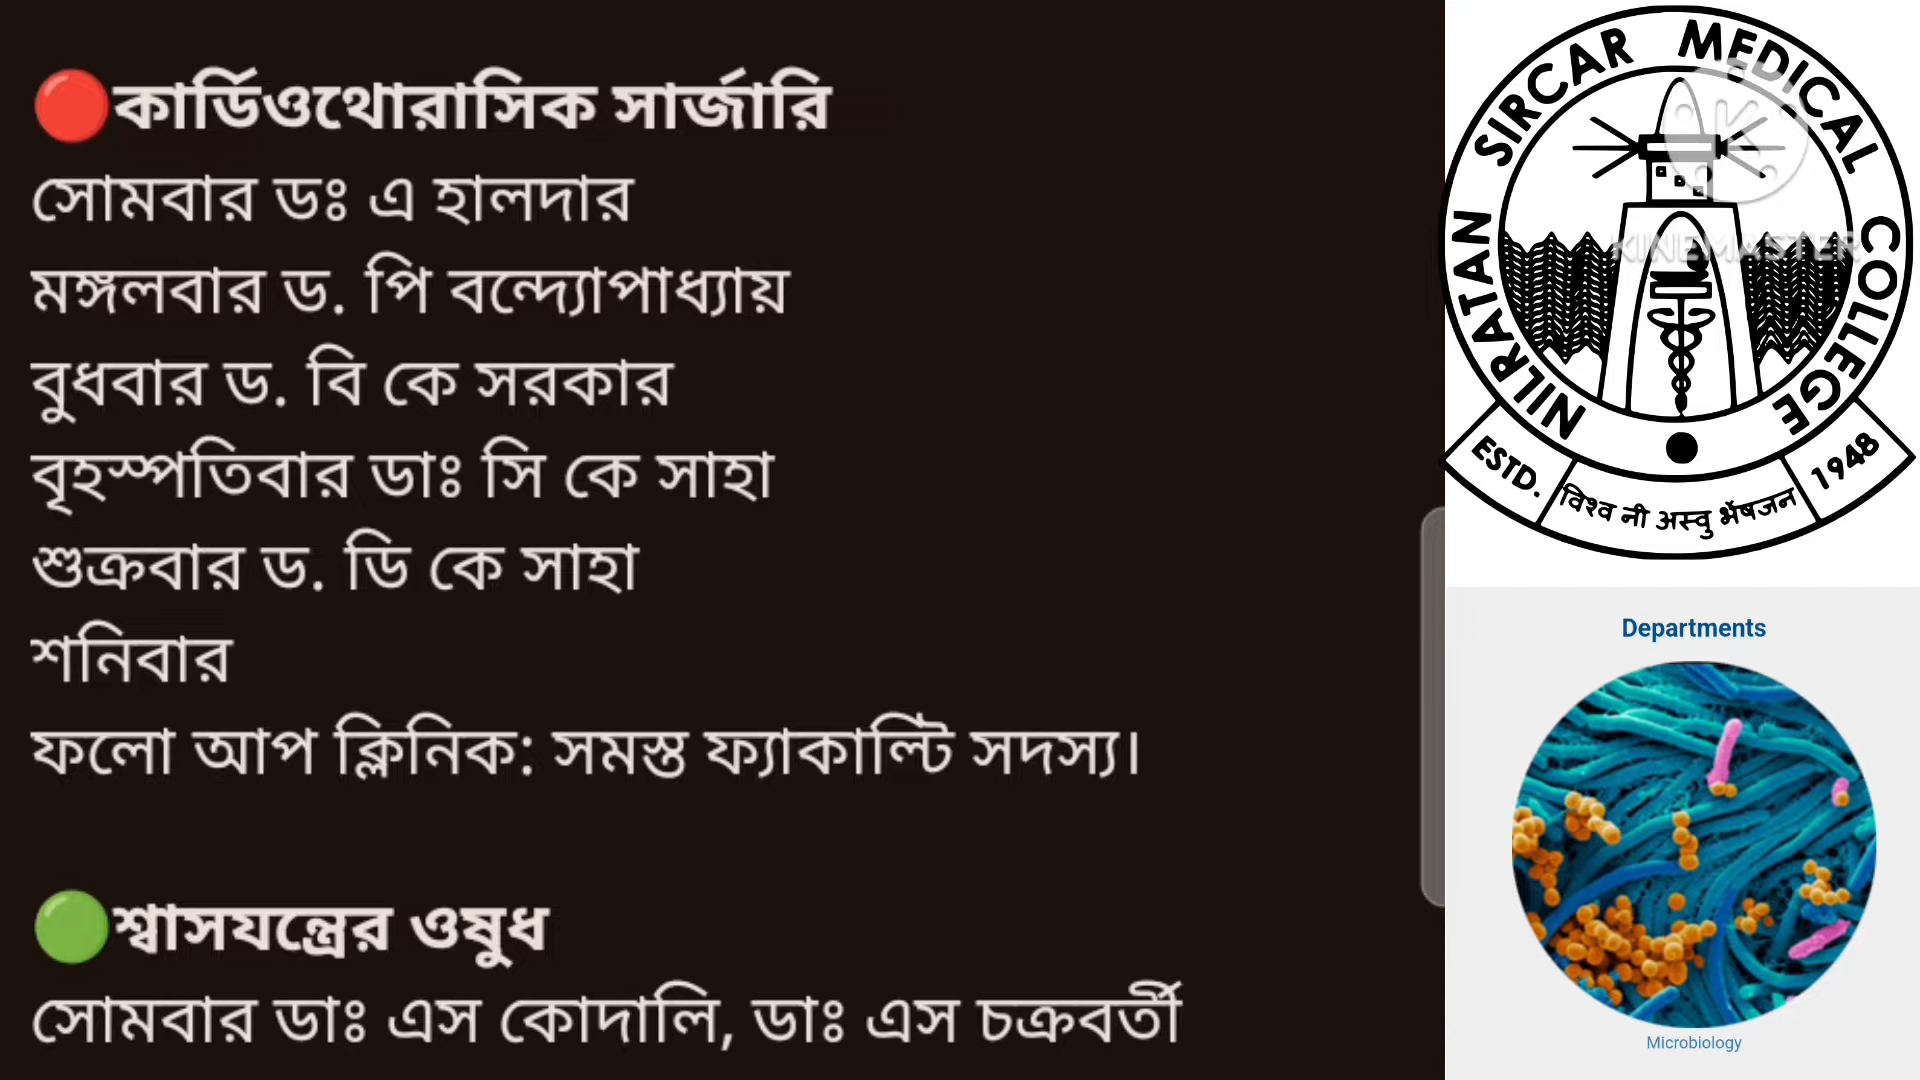 🔴কার্ডিওথোরাসিক সার্জারি
সোমবার ডঃ এ হালদার
মঙ্গলবার ড. পি বন্দ্যোপাধ্যায়
বুধবার ড. বি কে সরকার
বৃহস্পতিবার ডাঃ সি কে সাহা
শুক্রবার ড. ডি কে সাহা
শনিবার
ফলো আপ ক্লিনিক: সমস্ত ফ্যাকাল্টি সদস্য।
🟢শ্বাসযন্ত্রের ওষুধ
সোমবার ডাঃ এস কোদালি, ডাঃ এস চক্রবর্তী
NILRATAN SIRCAR MEDICAL COLLEGE
K
KINEMASTER
ESTD. 1948
विश्व नी अस्वु भेषजन
Departments
Microbiology